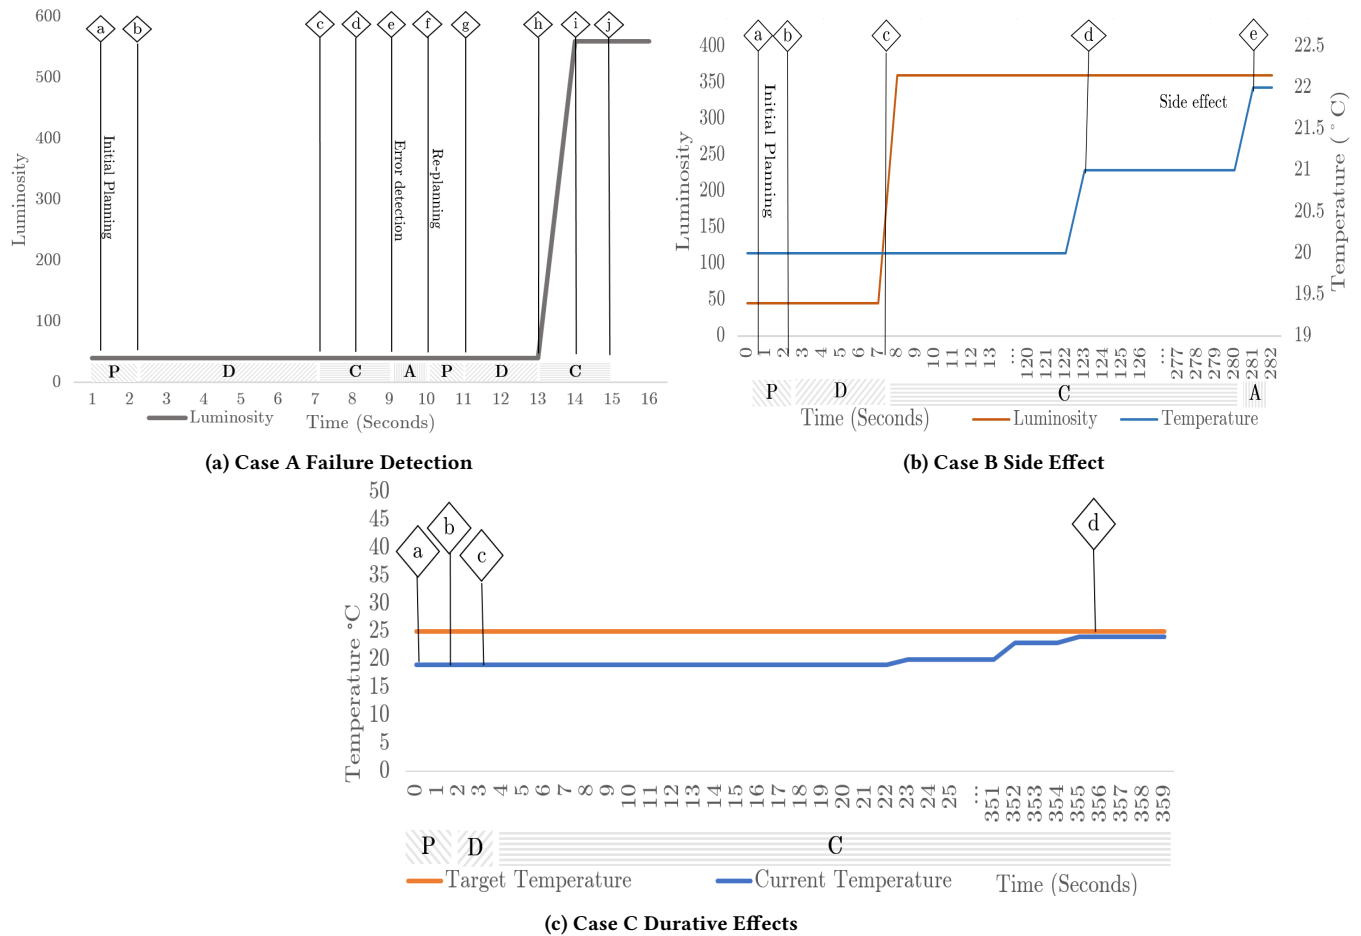 600
500
400
300
200
100
0
Luminosity
a
b
c
d
e
f
g
h
i
j
Initial Planning
Error detection
Re-planning
P
D
C
A
P
D
C
1 2 3 4 5 6 7 8 9 10 11 12 13 14 15 16
Luminosity
Time (Seconds)
(a) Case A Failure Detection
400
350
300
250
200
150
100
50
0
Luminosity
a
b
c
d
e
Initial Planning
Side effect
22.5
22
21.5
21
20.5
20
19.5
19
Temperature ( ° C)
0 1 2 3 4 5 6 7 8 9 10 11 12 13 ... 120 121 122 123 124 125 126 ... 277 278 279 280 281 282
P
D
C
A
Time (Seconds)
Luminosity
Temperature
(b) Case B Side Effect
50
45
40
35
30
25
20
15
10
5
0
Temperature °C
a
b
c
d
0 1 2 3 4 5 6 7 8 9 10 11 12 13 14 15 16 17 18 19 20 21 22 23 24 25 ... 351 352 353 354 355 356 357 358 359
P
D
C
Target Temperature
Current Temperature
Time (Seconds)
(c) Case C Durative Effects